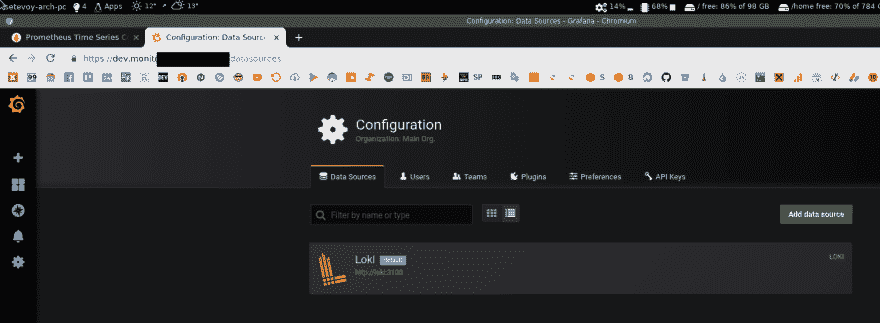 setevoy-arch-pc 4 Apps 12° 13° 14% 68% / free: 86% of 98 GB /home free: 70% of 784
Configuration: Data Sources - Grafana - Chromium
Prometheus Time Series C Configuration: Data Sourc
https://dev.monit datasources
DEV SP
Configuration
Organization: Main Org.
Data Sources Users Teams Plugins Preferences API Keys
Filter by name or type Add data source
Loki default LOKI
http://loki:3100